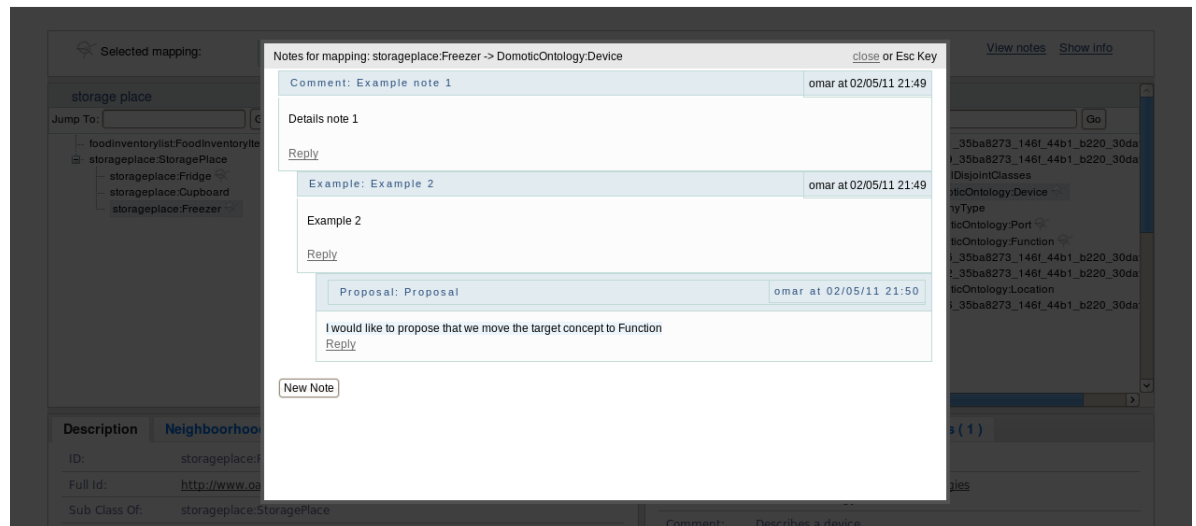 Selected mapping:
View notes Show info
Notes for mapping: storageplace:Freezer -> DomoticOntology:Device close or Esc Key
Comment: Example note 1 omar at 02/05/11 21:49
Details note 1
Reply
Example: Example 2 omar at 02/05/11 21:49
Example 2
Reply
Proposal: Proposal omar at 02/05/11 21:50
I would like to propose that we move the target concept to Function
Reply
New Note
storage place
Jump To:
foodinventorylist:FoodInventoryIte
storageplace:StoragePlace
storageplace:Fridge
storageplace:Cupboard
storageplace:Freezer
Go
_35ba8273_146f_44b1_b220_30da
_35ba8273_146f_44b1_b220_30da
lDisjointClasses
oticOntology:Device
nyType
ticOntology:Port
ticOntology:Function
_35ba8273_146f_44b1_b220_30da
_35ba8273_146f_44b1_b220_30da
ticOntology:Location
_35ba8273_146f_44b1_b220_30da
Description Neighboorhoo
s ( 1 )
ID: storageplace:F
Full Id: http://www.oa
gies
Sub Class Of: storageplace:StoragePlace
Comment: Describes a device